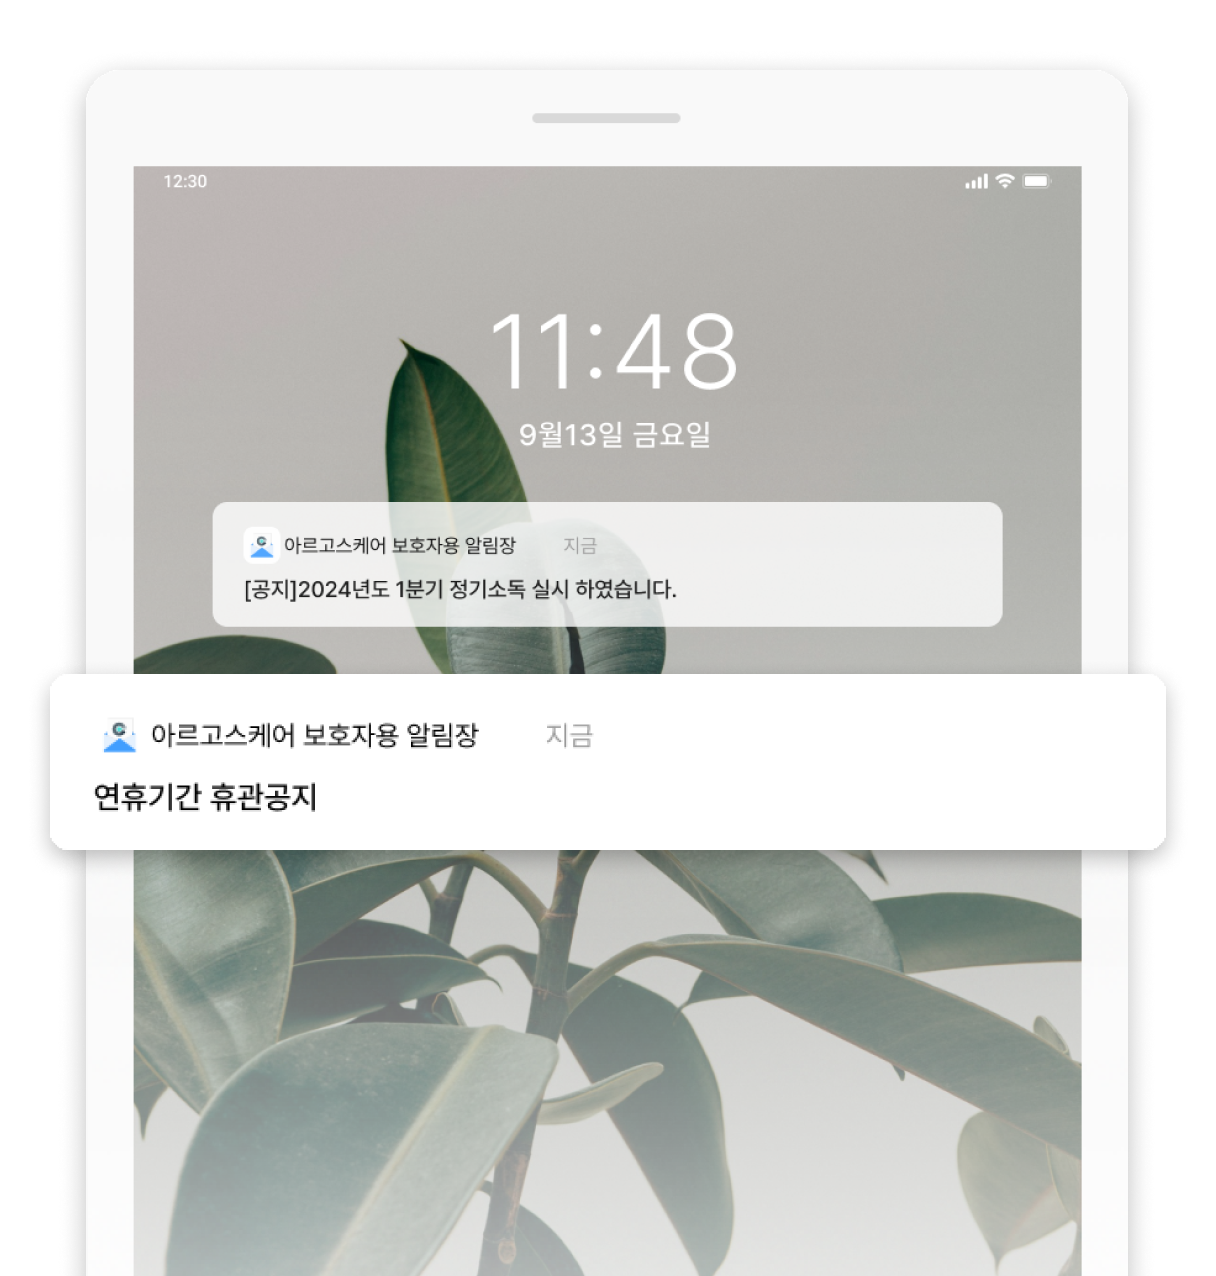 12:30
11:48
9월13일 금요일
아르고스케어 보호자용 알림장 지금
[공지]2024년도 1분기 정기소독 실시 하였습니다.
아르고스케어 보호자용 알림장 지금
연휴기간 휴관공지